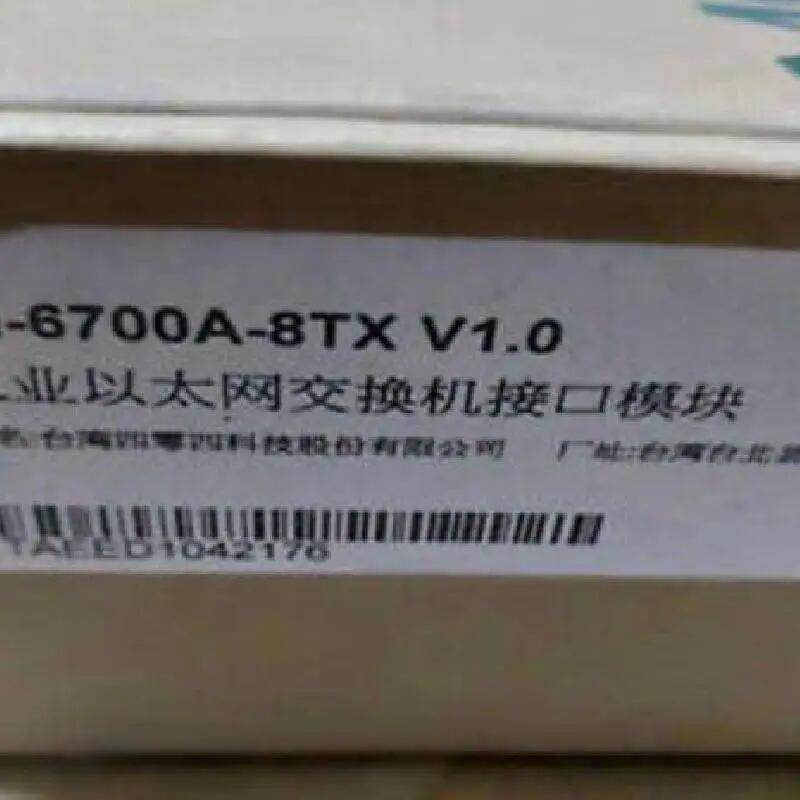 -6700A-8TX V1.0
业以太网交换机接口模块
名:台湾四零四科技股份有限公司 厂址:台湾台北
TAEED1042176